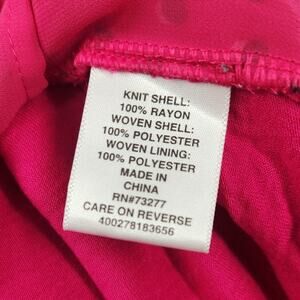 KNIT SHELL:
100% RAYON
WOVEN SHELL:
100% POLYESTER
WOVEN LINING:
100% POLYESTER
MADE IN
CHINA
RN#73277
CARE ON REVERSE
400278183656